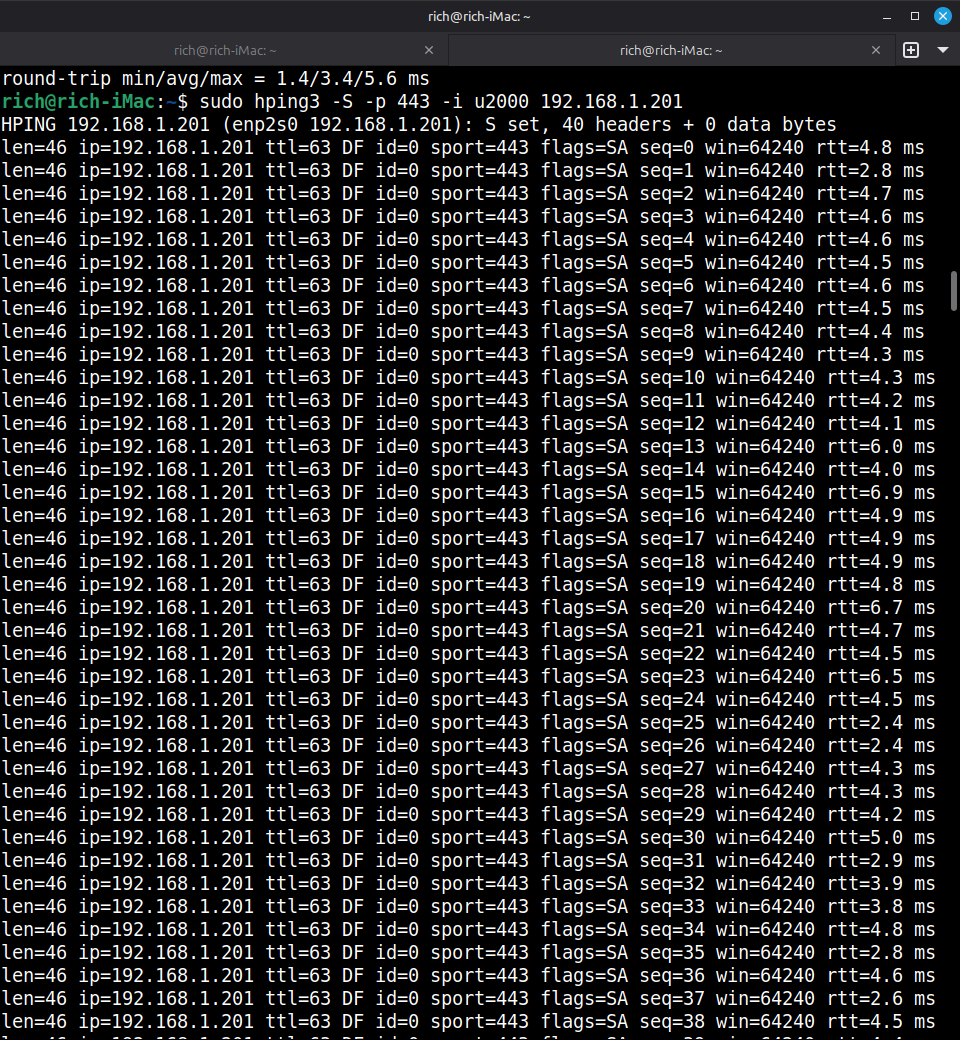 rich@rich-iMac: ~
rich@rich-iMac: ~
rich@rich-iMac: ~
round-trip min/avg/max = 1.4/3.4/5.6 ms
rich@rich-iMac:~$ sudo hping3 -S -p 443 -i u2000 192.168.1.201
HPING 192.168.1.201 (enp2s0 192.168.1.201): S set, 40 headers + 0 data bytes
len=46 ip=192.168.1.201 ttl=63 DF id=0 sport=443 flags=SA seq=0 win=64240 rtt=4.8 ms
len=46 ip=192.168.1.201 ttl=63 DF id=0 sport=443 flags=SA seq=1 win=64240 rtt=2.8 ms
len=46 ip=192.168.1.201 ttl=63 DF id=0 sport=443 flags=SA seq=2 win=64240 rtt=4.7 ms
len=46 ip=192.168.1.201 ttl=63 DF id=0 sport=443 flags=SA seq=3 win=64240 rtt=4.6 ms
len=46 ip=192.168.1.201 ttl=63 DF id=0 sport=443 flags=SA seq=4 win=64240 rtt=4.6 ms
len=46 ip=192.168.1.201 ttl=63 DF id=0 sport=443 flags=SA seq=5 win=64240 rtt=4.5 ms
len=46 ip=192.168.1.201 ttl=63 DF id=0 sport=443 flags=SA seq=6 win=64240 rtt=4.6 ms
len=46 ip=192.168.1.201 ttl=63 DF id=0 sport=443 flags=SA seq=7 win=64240 rtt=4.5 ms
len=46 ip=192.168.1.201 ttl=63 DF id=0 sport=443 flags=SA seq=8 win=64240 rtt=4.4 ms
len=46 ip=192.168.1.201 ttl=63 DF id=0 sport=443 flags=SA seq=9 win=64240 rtt=4.3 ms
len=46 ip=192.168.1.201 ttl=63 DF id=0 sport=443 flags=SA seq=10 win=64240 rtt=4.3 ms
len=46 ip=192.168.1.201 ttl=63 DF id=0 sport=443 flags=SA seq=11 win=64240 rtt=4.2 ms
len=46 ip=192.168.1.201 ttl=63 DF id=0 sport=443 flags=SA seq=12 win=64240 rtt=4.1 ms
len=46 ip=192.168.1.201 ttl=63 DF id=0 sport=443 flags=SA seq=13 win=64240 rtt=6.0 ms
len=46 ip=192.168.1.201 ttl=63 DF id=0 sport=443 flags=SA seq=14 win=64240 rtt=4.0 ms
len=46 ip=192.168.1.201 ttl=63 DF id=0 sport=443 flags=SA seq=15 win=64240 rtt=6.9 ms
len=46 ip=192.168.1.201 ttl=63 DF id=0 sport=443 flags=SA seq=16 win=64240 rtt=4.9 ms
len=46 ip=192.168.1.201 ttl=63 DF id=0 sport=443 flags=SA seq=17 win=64240 rtt=4.9 ms
len=46 ip=192.168.1.201 ttl=63 DF id=0 sport=443 flags=SA seq=18 win=64240 rtt=4.9 ms
len=46 ip=192.168.1.201 ttl=63 DF id=0 sport=443 flags=SA seq=19 win=64240 rtt=4.8 ms
len=46 ip=192.168.1.201 ttl=63 DF id=0 sport=443 flags=SA seq=20 win=64240 rtt=6.7 ms
len=46 ip=192.168.1.201 ttl=63 DF id=0 sport=443 flags=SA seq=21 win=64240 rtt=4.7 ms
len=46 ip=192.168.1.201 ttl=63 DF id=0 sport=443 flags=SA seq=22 win=64240 rtt=4.5 ms
len=46 ip=192.168.1.201 ttl=63 DF id=0 sport=443 flags=SA seq=23 win=64240 rtt=6.5 ms
len=46 ip=192.168.1.201 ttl=63 DF id=0 sport=443 flags=SA seq=24 win=64240 rtt=4.5 ms
len=46 ip=192.168.1.201 ttl=63 DF id=0 sport=443 flags=SA seq=25 win=64240 rtt=2.4 ms
len=46 ip=192.168.1.201 ttl=63 DF id=0 sport=443 flags=SA seq=26 win=64240 rtt=2.4 ms
len=46 ip=192.168.1.201 ttl=63 DF id=0 sport=443 flags=SA seq=27 win=64240 rtt=4.3 ms
len=46 ip=192.168.1.201 ttl=63 DF id=0 sport=443 flags=SA seq=28 win=64240 rtt=4.3 ms
len=46 ip=192.168.1.201 ttl=63 DF id=0 sport=443 flags=SA seq=29 win=64240 rtt=4.2 ms
len=46 ip=192.168.1.201 ttl=63 DF id=0 sport=443 flags=SA seq=30 win=64240 rtt=5.0 ms
len=46 ip=192.168.1.201 ttl=63 DF id=0 sport=443 flags=SA seq=31 win=64240 rtt=2.9 ms
len=46 ip=192.168.1.201 ttl=63 DF id=0 sport=443 flags=SA seq=32 win=64240 rtt=3.9 ms
len=46 ip=192.168.1.201 ttl=63 DF id=0 sport=443 flags=SA seq=33 win=64240 rtt=3.8 ms
len=46 ip=192.168.1.201 ttl=63 DF id=0 sport=443 flags=SA seq=34 win=64240 rtt=4.8 ms
len=46 ip=192.168.1.201 ttl=63 DF id=0 sport=443 flags=SA seq=35 win=64240 rtt=2.8 ms
len=46 ip=192.168.1.201 ttl=63 DF id=0 sport=443 flags=SA seq=36 win=64240 rtt=4.6 ms
len=46 ip=192.168.1.201 ttl=63 DF id=0 sport=443 flags=SA seq=37 win=64240 rtt=2.6 ms
len=46 ip=192.168.1.201 ttl=63 DF id=0 sport=443 flags=SA seq=38 win=64240 rtt=4.5 ms